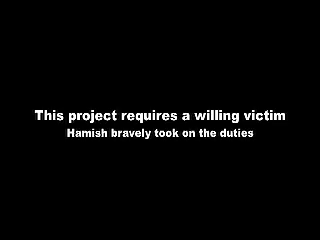 This project requires a willing victim
Hamish bravely took on the duties